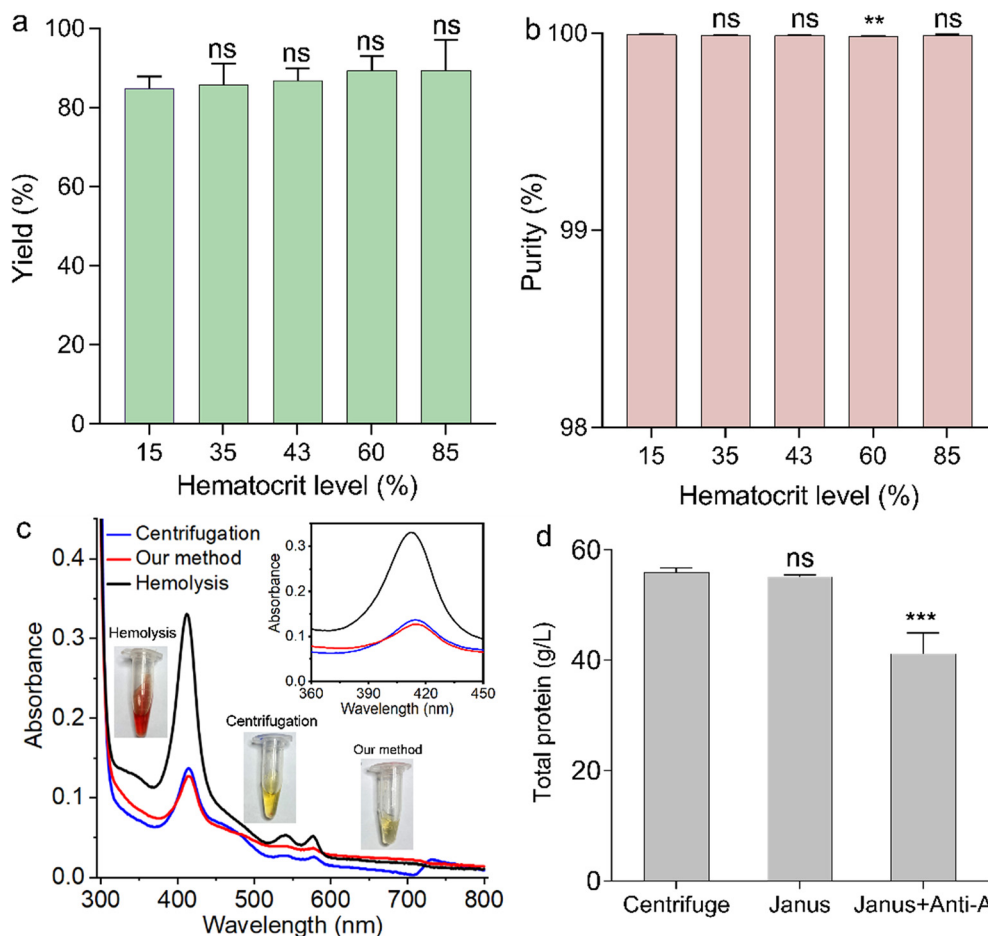 a
100
80
60
40
20
0
Yield (%)
ns
ns
ns
ns
15 35 43 60 85
Hematocrit level (%)
b
100
99
98
Purity (%)
ns
ns
**
ns
15 35 43 60 85
Hematocrit level (%)
c
Centrifugation
Our method
Hemolysis
0.4
0.3
0.2
0.1
0.0
Absorbance
Hemolysis
Centrifugation
Our method
300 400 500 600 700 800
Wavelength (nm)
0.3
0.2
0.1
0.0
Absorbance
360 390 420 450
Wavelength (nm)
d
60
40
20
0
Total protein (g/L)
ns
***
Centrifuge Janus Janus+Anti-A